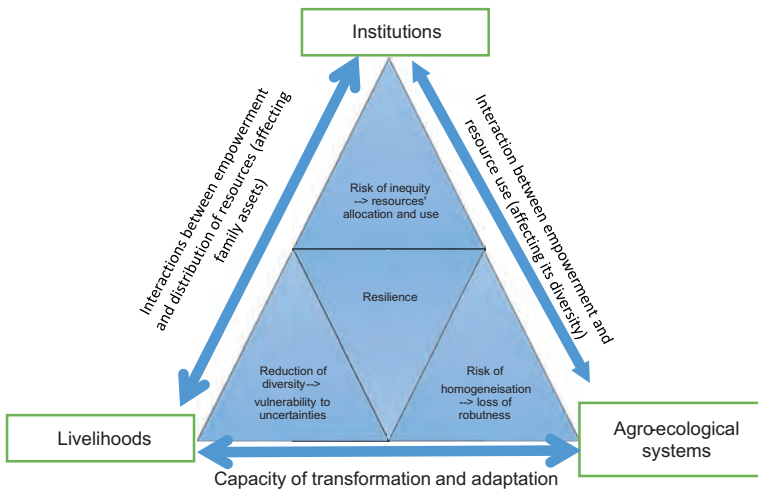 Institutions
Interactions between empowerment
and distribution of resources (affecting
family assets)
Interaction between empowerment and
resource use (affecting its diversity)
Risk of inequity
--> resources'
allocation and use
Resilience
Reduction of
diversity-->
vulnerability to
uncertainties
Risk of
homogeneisation
--> loss of
robutness
Livelihoods
Agro-ecological
systems
Capacity of transformation and adaptation